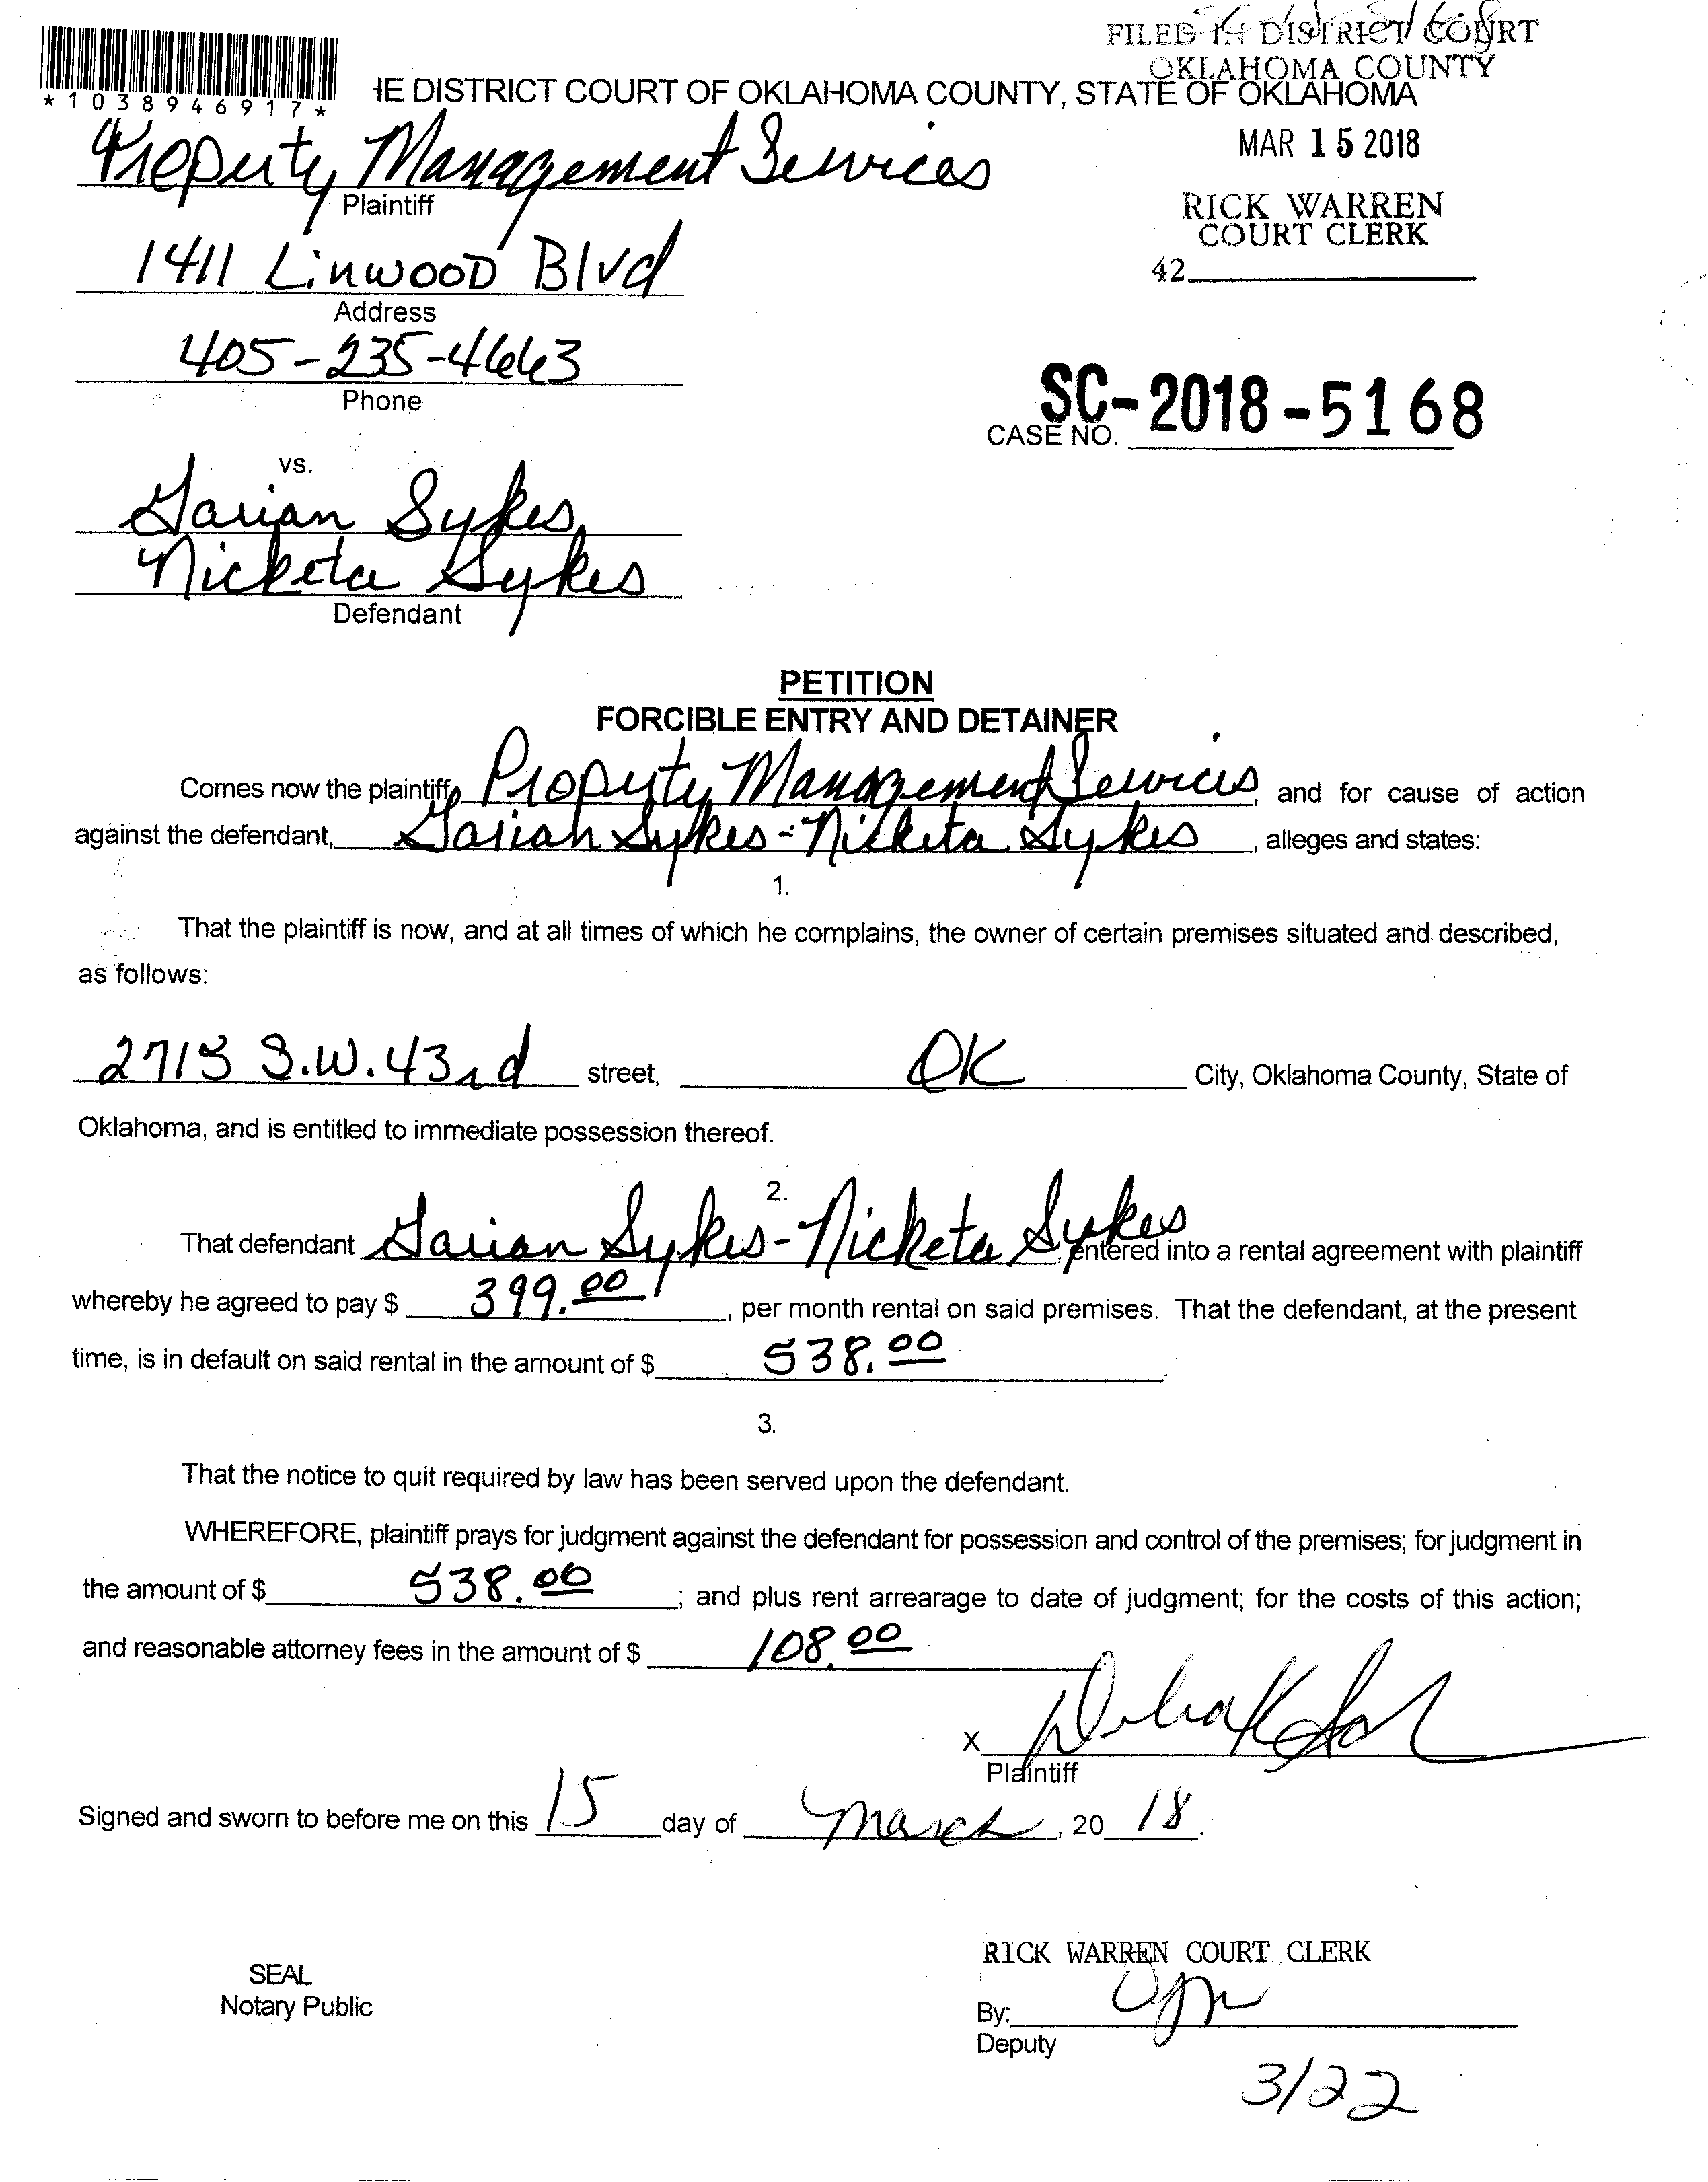 FILED IN DISTRICT COURT
OKLAHOMA COUNTY
*1038946917*
HE DISTRICT COURT OF OKLAHOMA COUNTY, STATE OF OKLAHOMA
MAR 15 2018
Property Management Services
Plaintiff
RICK WARREN
COURT CLERK
1411 Linwood Blvd
42
Address
405-235-4663
Phone
SC-2018-5168
CASE NO.
vs.
Darian Sykes
Nicketa Sykes
Defendant
PETITION
FORCIBLE ENTRY AND DETAINER
Comes now the plaintiff, Property Management Services, and for cause of action
against the defendant, Darian Sykes - Nicketa Sykes, alleges and states:
1.
That the plaintiff is now, and at all times of which he complains, the owner of certain premises situated and described,
as follows:
2713 S.W. 43rd street, OK City, Oklahoma County, State of
Oklahoma, and is entitled to immediate possession thereof.
2.
That defendant Darian Sykes - Nicketa Sykes, entered into a rental agreement with plaintiff
whereby he agreed to pay $ 399.00, per month rental on said premises. That the defendant, at the present
time, is in default on said rental in the amount of $ 538.00.
3.
That the notice to quit required by law has been served upon the defendant.
WHEREFORE, plaintiff prays for judgment against the defendant for possession and control of the premises; for judgment in
the amount of $ 538.00; and plus rent arrearage to date of judgment; for the costs of this action;
and reasonable attorney fees in the amount of $ 108.00
X
Plaintiff
Signed and sworn to before me on this 15 day of March, 20 18.
RICK WARREN COURT CLERK
SEAL
Notary Public
By:
Deputy
3/22